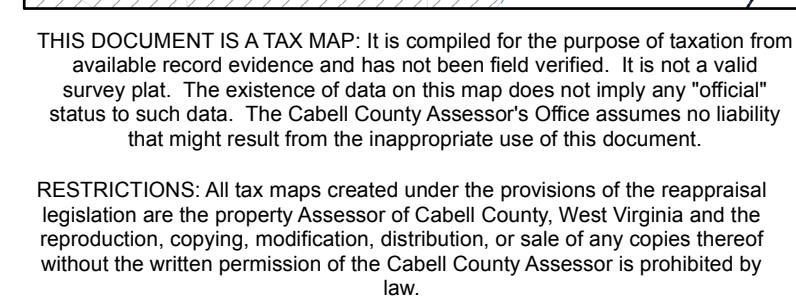 THIS DOCUMENT IS A TAX MAP: It is compiled for the purpose of taxation from
available record evidence and has not been field verified.  It is not a valid
survey plat.  The existence of data on this map does not imply any "official"
status to such data.  The Cabell County Assessor's Office assumes no liability
that might result from the inappropriate use of this document.
RESTRICTIONS: All tax maps created under the provisions of the reappraisal
legislation are the property Assessor of Cabell County, West Virginia and the
reproduction, copying, modification, distribution, or sale of any copies thereof
without the written permission of the Cabell County Assessor is prohibited by
law.